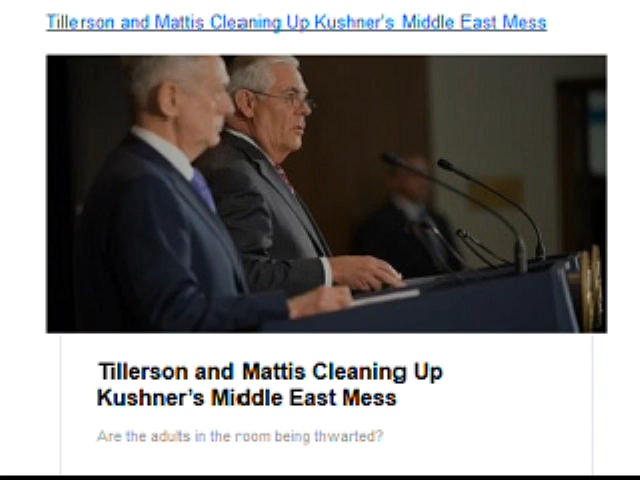 Tillerson and Mattis Cleaning Up Kushner's Middle East Mess
Tillerson and Mattis Cleaning Up
Kushner's Middle East Mess
Are the adults in the room being thwarted?